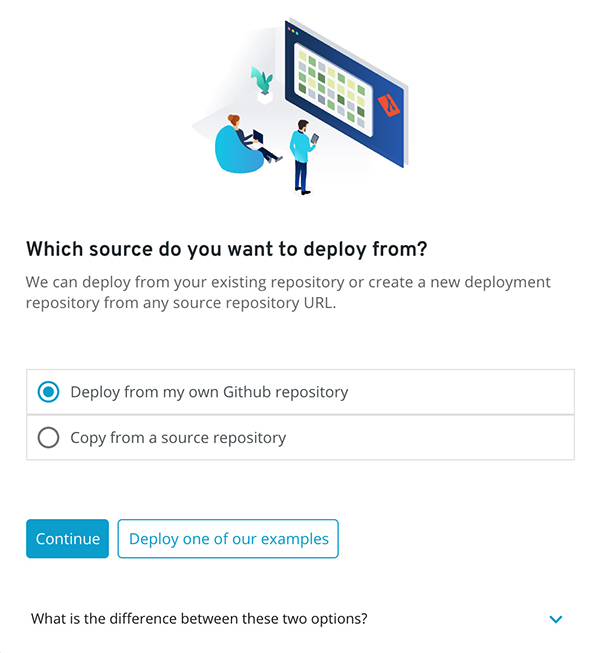 Which source do you want to deploy from?
We can deploy from your existing repository or create a new deployment
repository from any source repository URL.
Deploy from my own Github repository
Copy from a source repository
Continue
Deploy one of our examples
What is the difference between these two options?